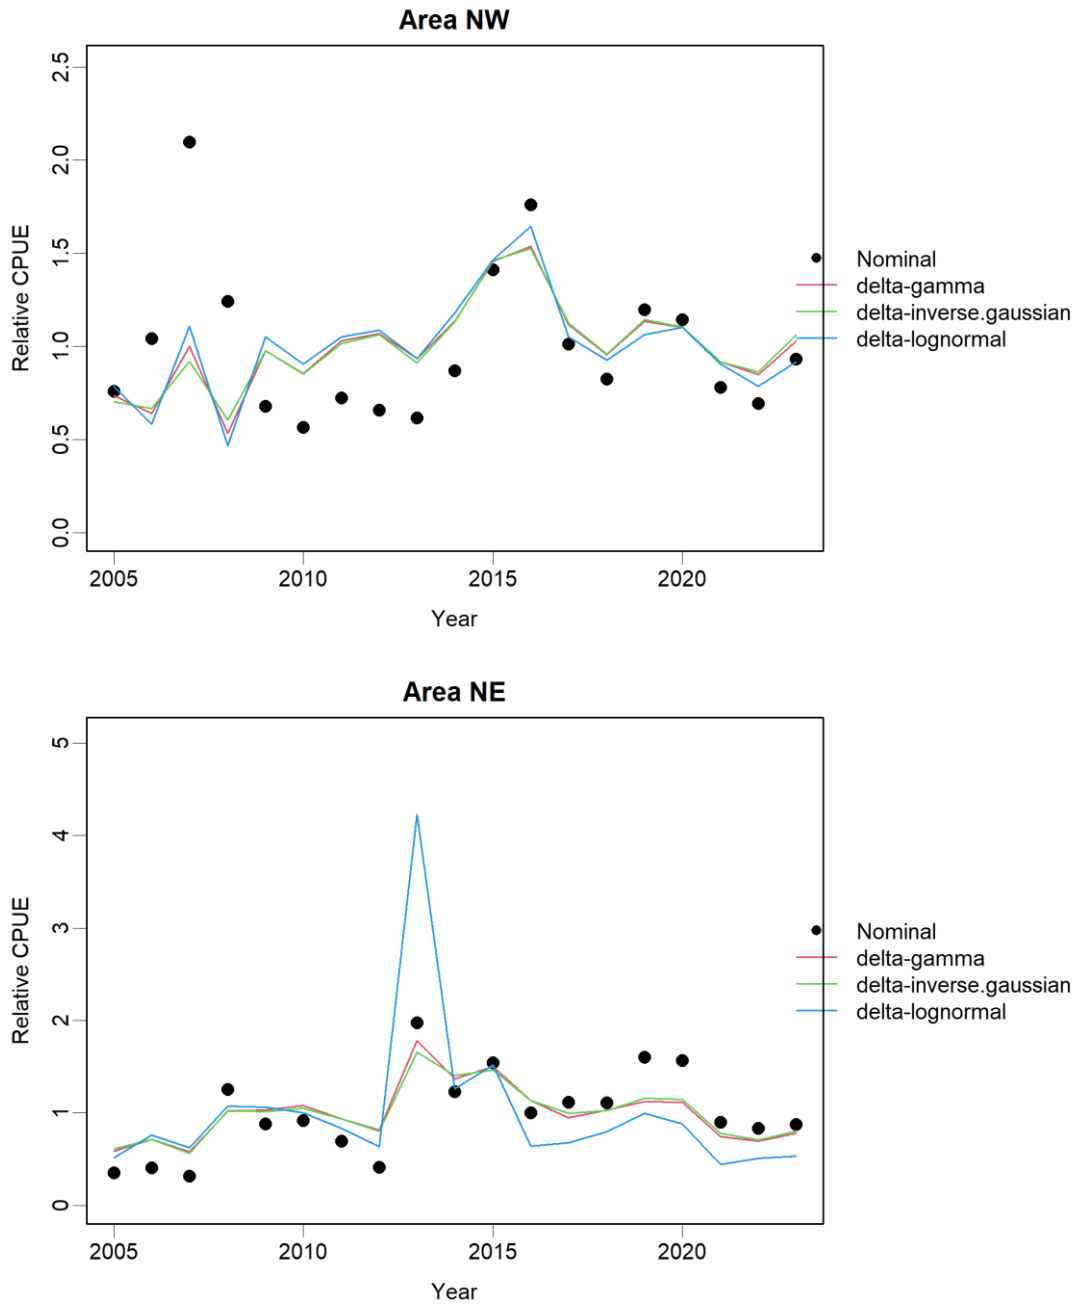 Area NW
2.5
2.0
1.5
1.0
0.5
0.0
Relative CPUE
2005 2010 2015 2020
Year
Nominal
delta-gamma
delta-inverse.gaussian
delta-lognormal
Area NE
5
4
3
2
1
0
Relative CPUE
2005 2010 2015 2020
Year
Nominal
delta-gamma
delta-inverse.gaussian
delta-lognormal